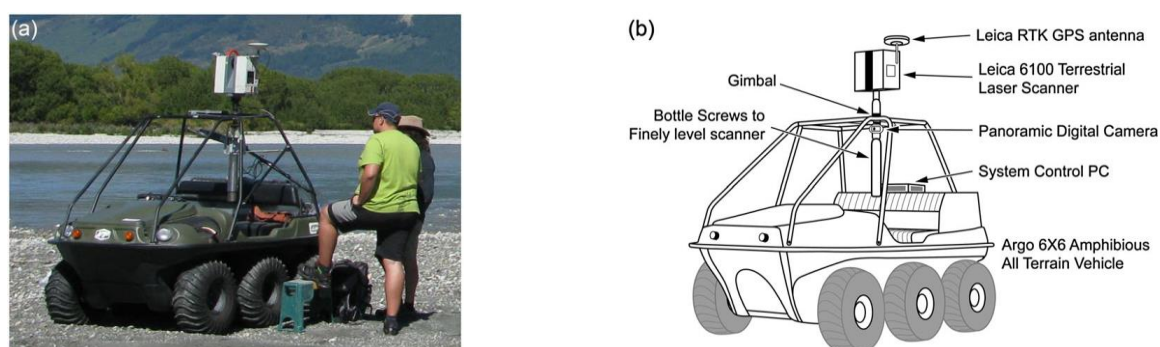 (a)
(b)
Leica RTK GPS antenna
Leica 6100 Terrestrial
Laser Scanner
Gimbal
Bottle Screws to
Finely level scanner
Panoramic Digital Camera
System Control PC
Argo 6X6 Amphibious
All Terrain Vehicle